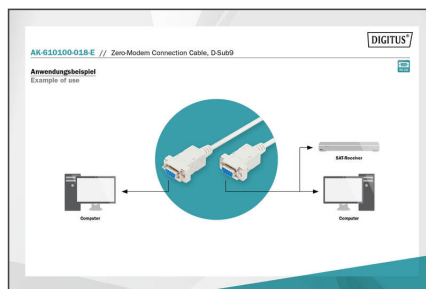 DIGITUS®
AK-610100-018-E // Zero-Modem Connection Cable, D-Sub9
Anwendungsbeispiel
Example of use
SAT-Receiver
Computer
Computer